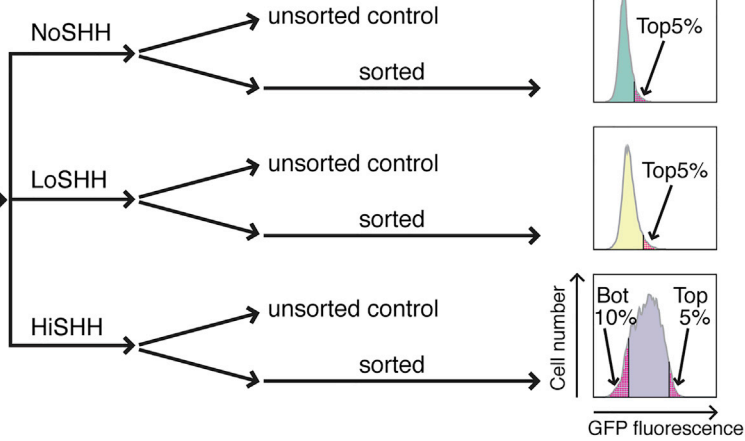 NoSHH
unsorted control
sorted
Top5%
LoSHH
unsorted control
sorted
Top5%
HiSHH
unsorted control
sorted
Cell number
Bot
10%
Top
5%
GFP fluorescence